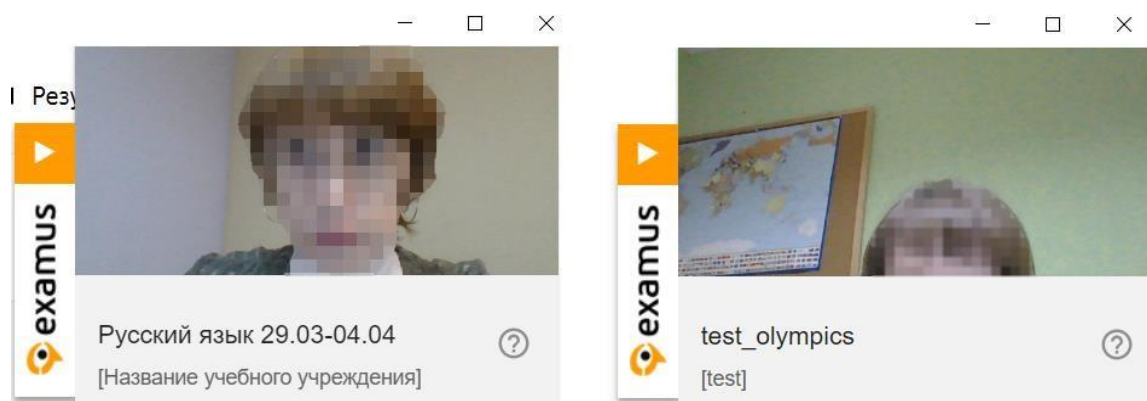 Резу
examus
Русский язык 29.03-04.04
[Название учебного учреждения]
examus
test_olympics
[test]